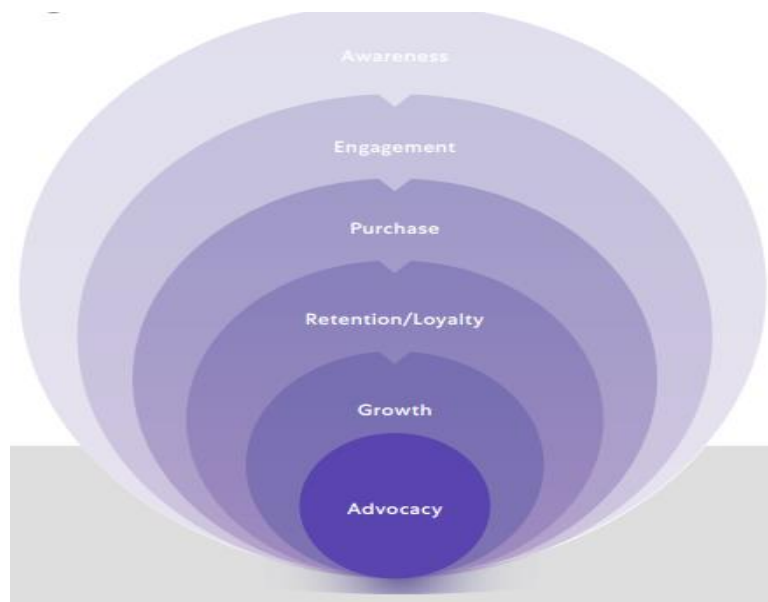 Awareness
Engagement
Purchase
Retention/Loyalty
Growth
Advocacy